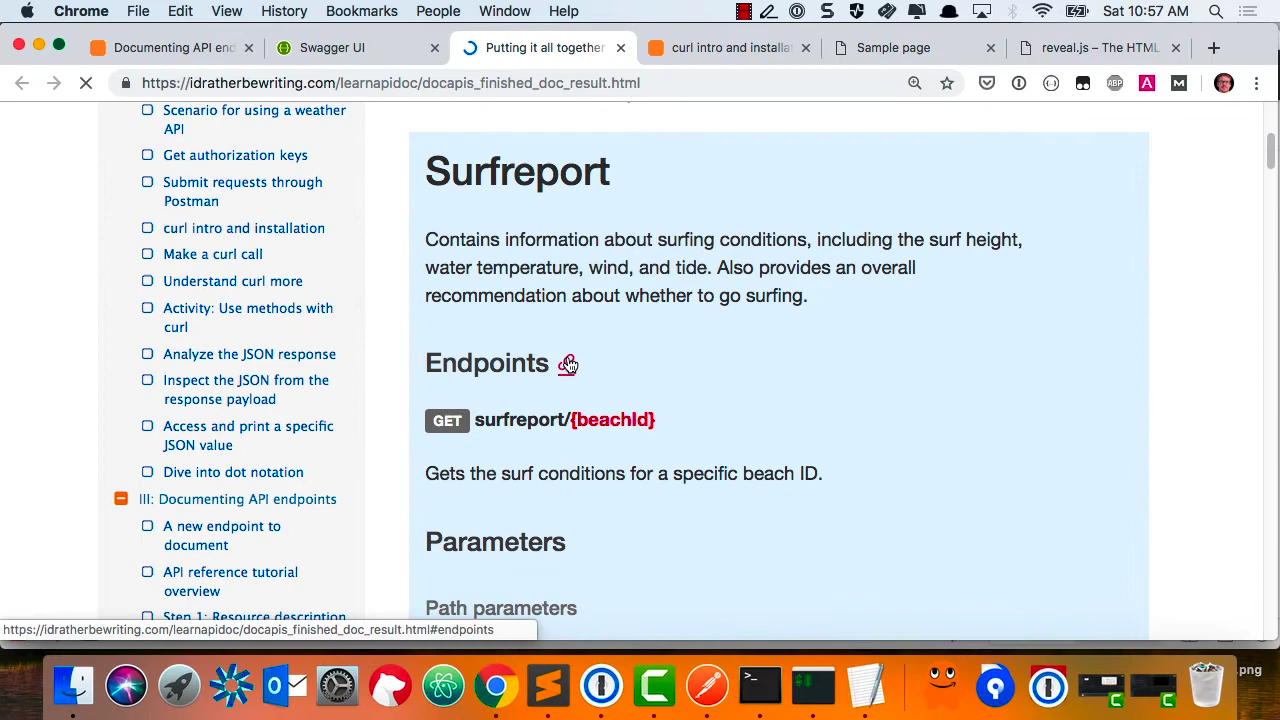 Chrome File Edit View History Bookmarks People Window Help
Sat 10:57 AM
Documenting API end
Swagger UI
Putting it all together
curl intro and installa
Sample page
reveal.js – The HTML
https://idratherbewriting.com/learnapidoc/docapis_finished_doc_result.html
ABP
A
M
Scenario for using a weather
API
Get authorization keys
Submit requests through
Postman
curl intro and installation
Make a curl call
Understand curl more
Activity: Use methods with
curl
Analyze the JSON response
Inspect the JSON from the
response payload
Access and print a specific
JSON value
Dive into dot notation
III: Documenting API endpoints
A new endpoint to
document
API reference tutorial
overview
Step 1: Resource description
Surfreport
Contains information about surfing conditions, including the surf height,
water temperature, wind, and tide. Also provides an overall
recommendation about whether to go surfing.
Endpoints
GET surfreport/{beachId}
Gets the surf conditions for a specific beach ID.
Parameters
Path parameters
https://idratherbewriting.com/learnapidoc/docapis_finished_doc_result.html#endpoints
.png